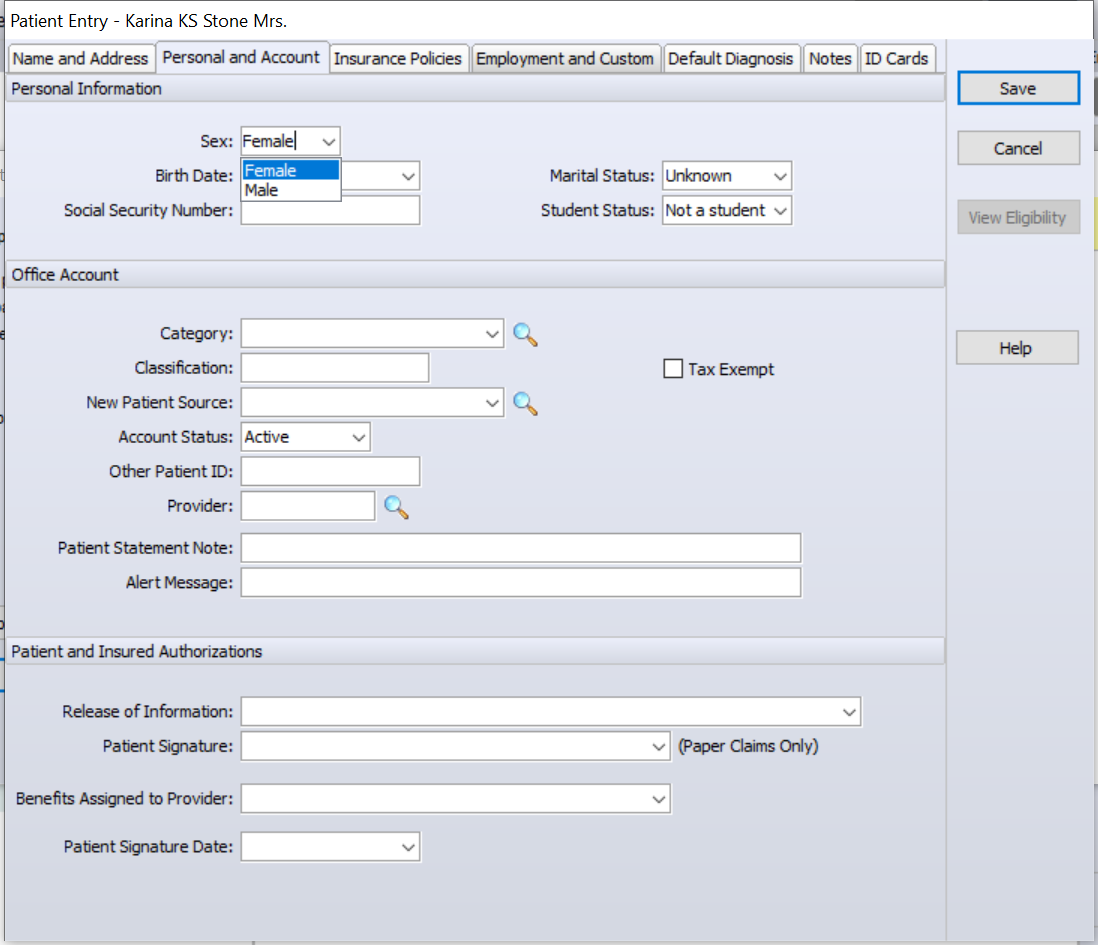 Patient Entry - Karina KS Stone Mrs.
Name and Address Personal and Account Insurance Policies Employment and Custom Default Diagnosis Notes ID Cards
Personal Information
Save
Sex: Female
Cancel
Female
Male
Birth Date:
Marital Status: Unknown
Social Security Number:
Student Status: Not a student
View Eligibility
Office Account
Category:
Help
Classification:
Tax Exempt
New Patient Source:
Account Status: Active
Other Patient ID:
Provider:
Patient Statement Note:
Alert Message:
Patient and Insured Authorizations
Release of Information:
Patient Signature: (Paper Claims Only)
Benefits Assigned to Provider:
Patient Signature Date: